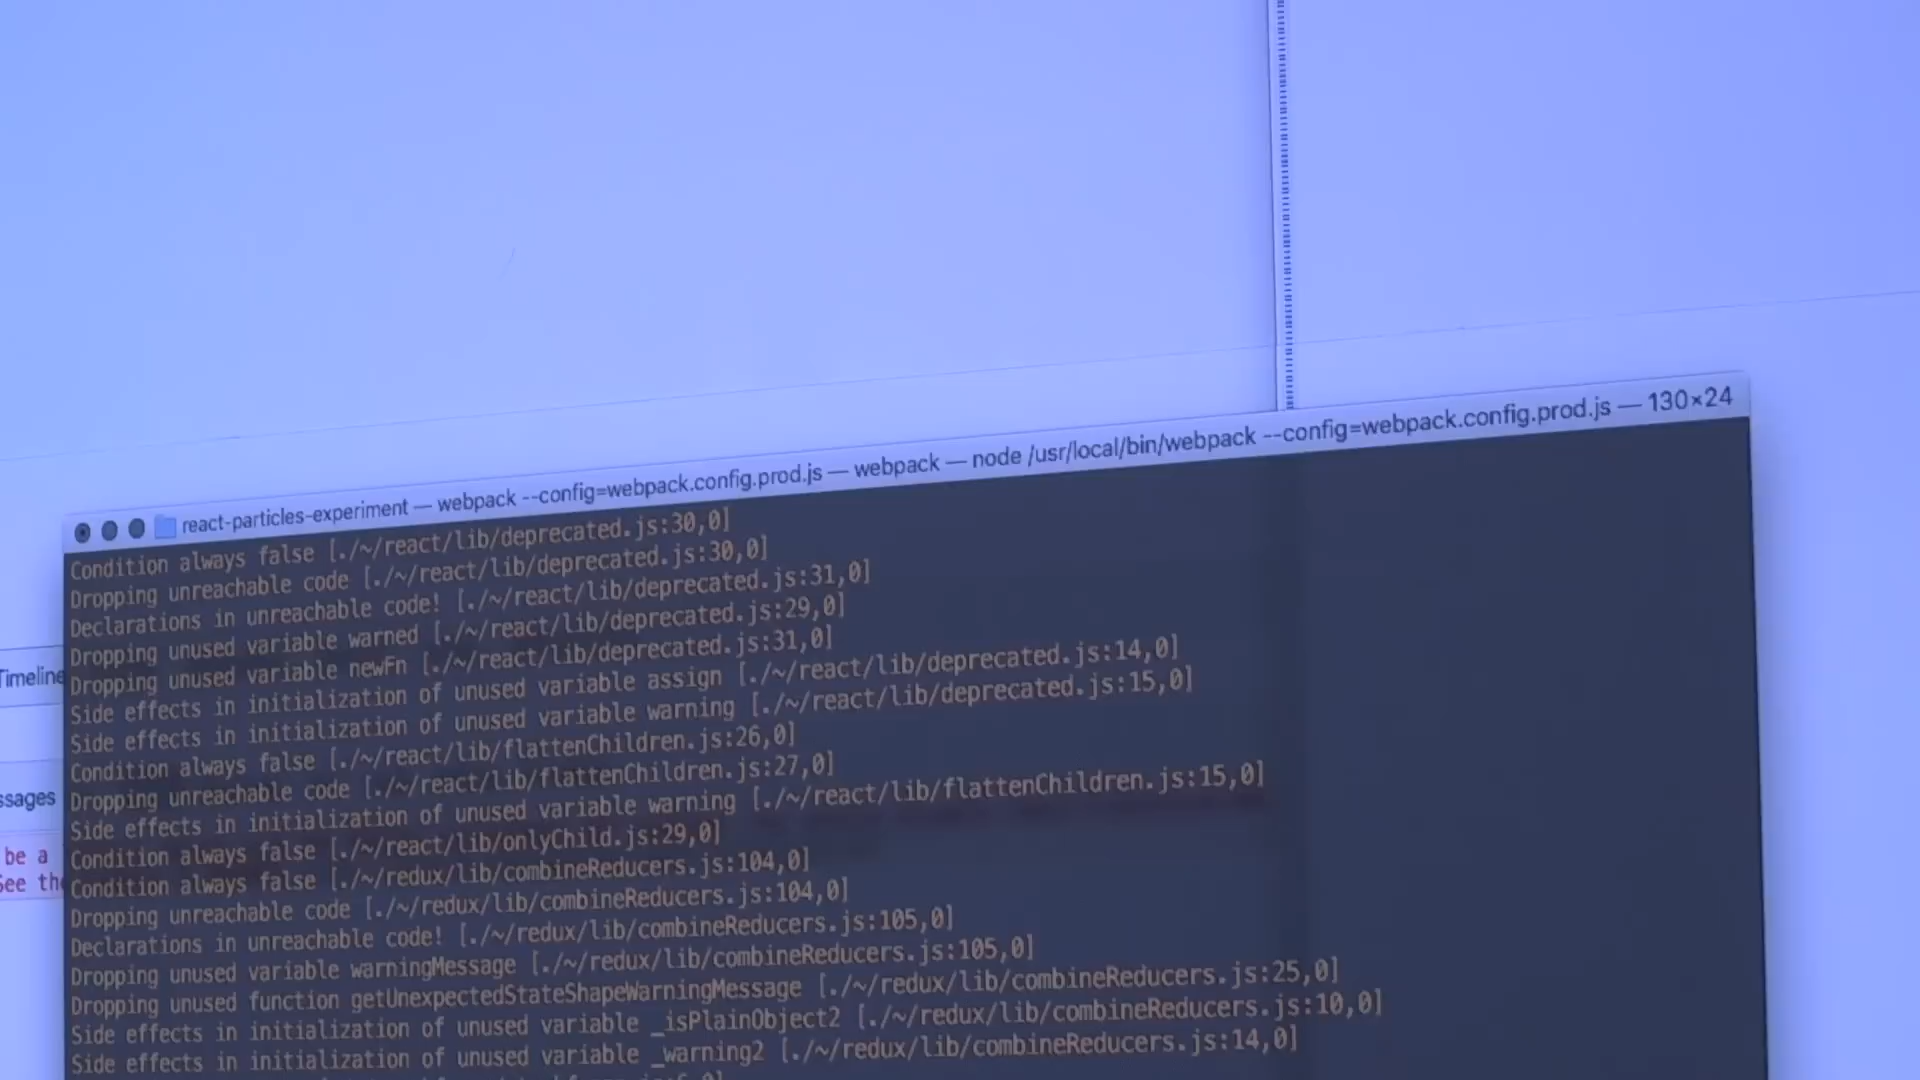 react-particles-experiment — webpack --config=webpack.config.prod.js — webpack — node /usr/local/bin/webpack --config=webpack.config.prod.js — 130×24
Condition always false [./~/react/lib/deprecated.js:30,0]
Dropping unreachable code [./~/react/lib/deprecated.js:30,0]
Declarations in unreachable code! [./~/react/lib/deprecated.js:31,0]
Dropping unused variable warned [./~/react/lib/deprecated.js:29,0]
Dropping unused variable newFn [./~/react/lib/deprecated.js:31,0]
Side effects in initialization of unused variable assign [./~/react/lib/deprecated.js:14,0]
Side effects in initialization of unused variable warning [./~/react/lib/deprecated.js:15,0]
Condition always false [./~/react/lib/flattenChildren.js:26,0]
Dropping unreachable code [./~/react/lib/flattenChildren.js:27,0]
Side effects in initialization of unused variable warning [./~/react/lib/flattenChildren.js:15,0]
Condition always false [./~/react/lib/onlyChild.js:29,0]
Condition always false [./~/redux/lib/combineReducers.js:104,0]
Dropping unreachable code [./~/redux/lib/combineReducers.js:104,0]
Declarations in unreachable code! [./~/redux/lib/combineReducers.js:105,0]
Dropping unused variable warningMessage [./~/redux/lib/combineReducers.js:105,0]
Dropping unused function getUnexpectedStateShapeWarningMessage [./~/redux/lib/combineReducers.js:25,0]
Side effects in initialization of unused variable _isPlainObject2 [./~/redux/lib/combineReducers.js:10,0]
Side effects in initialization of unused variable _warning2 [./~/redux/lib/combineReducers.js:14,0]
Timeline
ssages
be a
See the